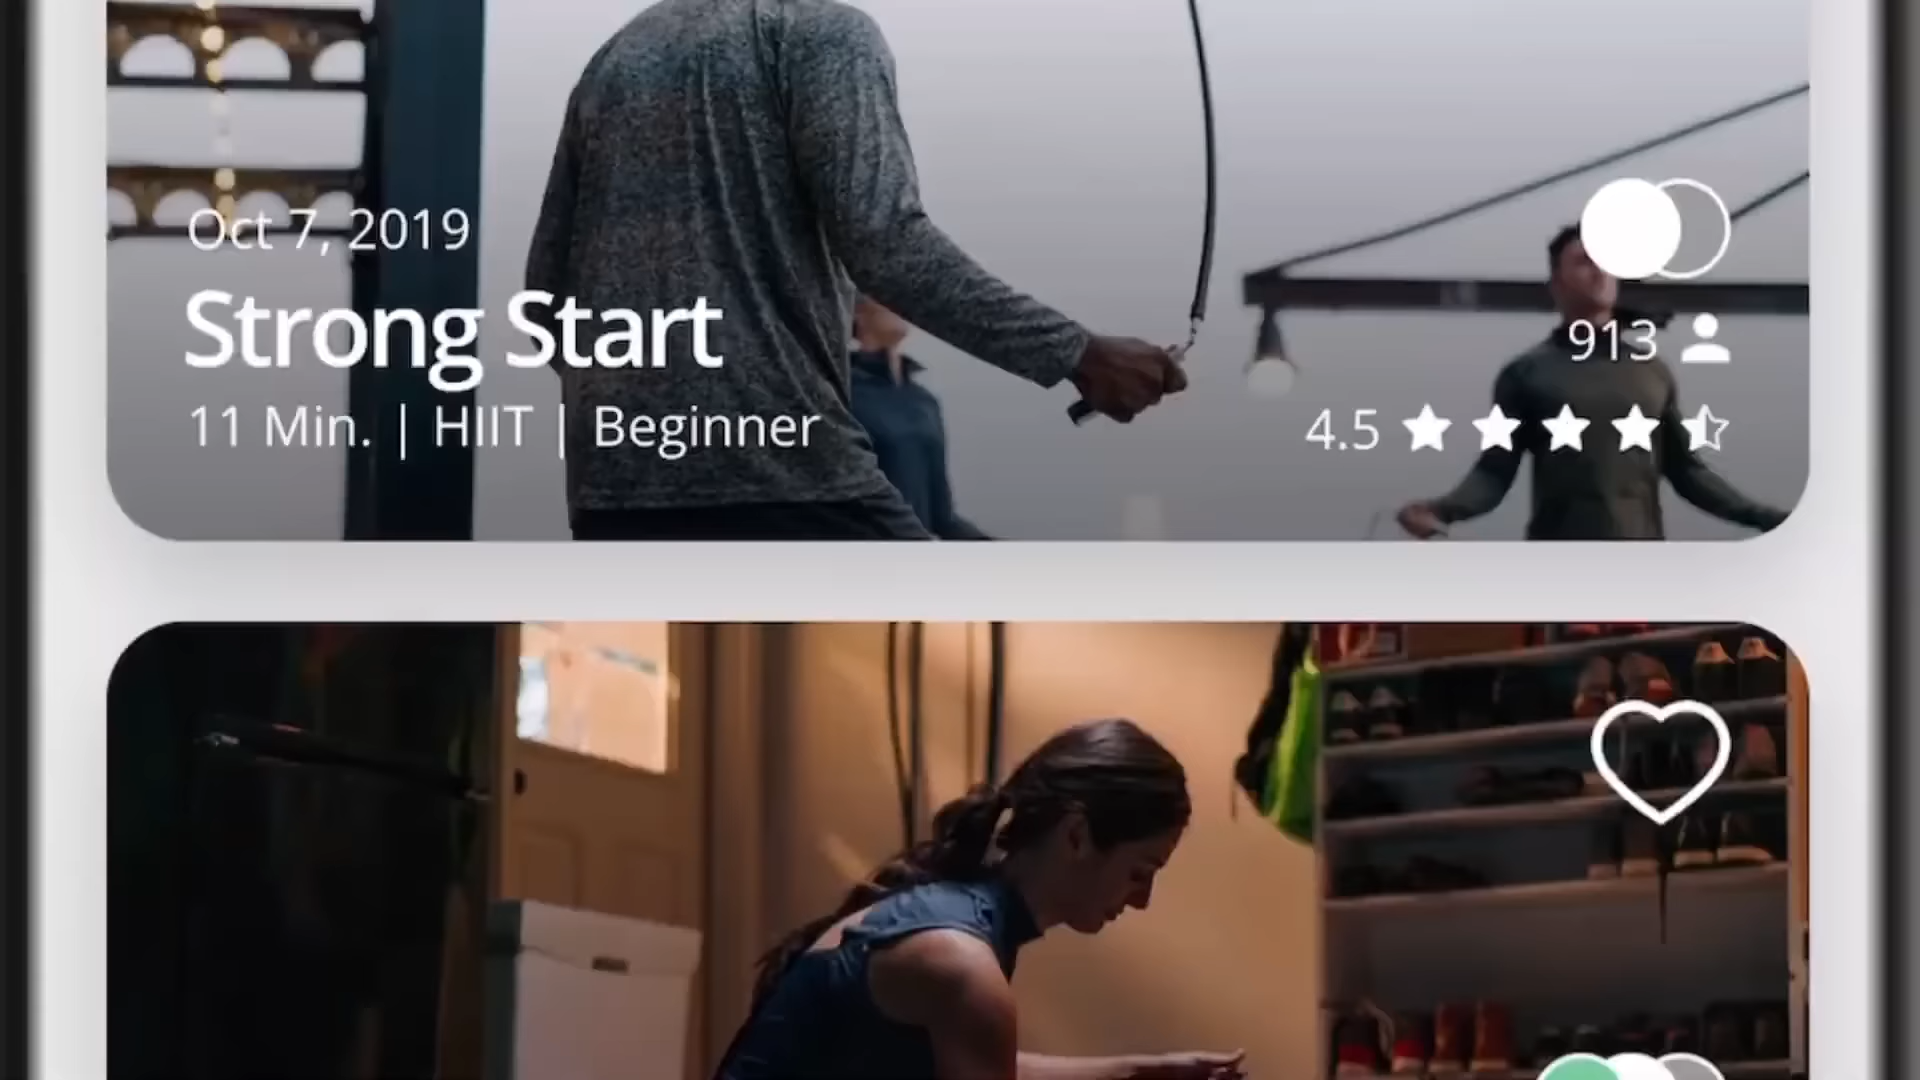 Oct 7, 2019
Strong Start
913
11 Min. | HIIT | Beginner
4.5